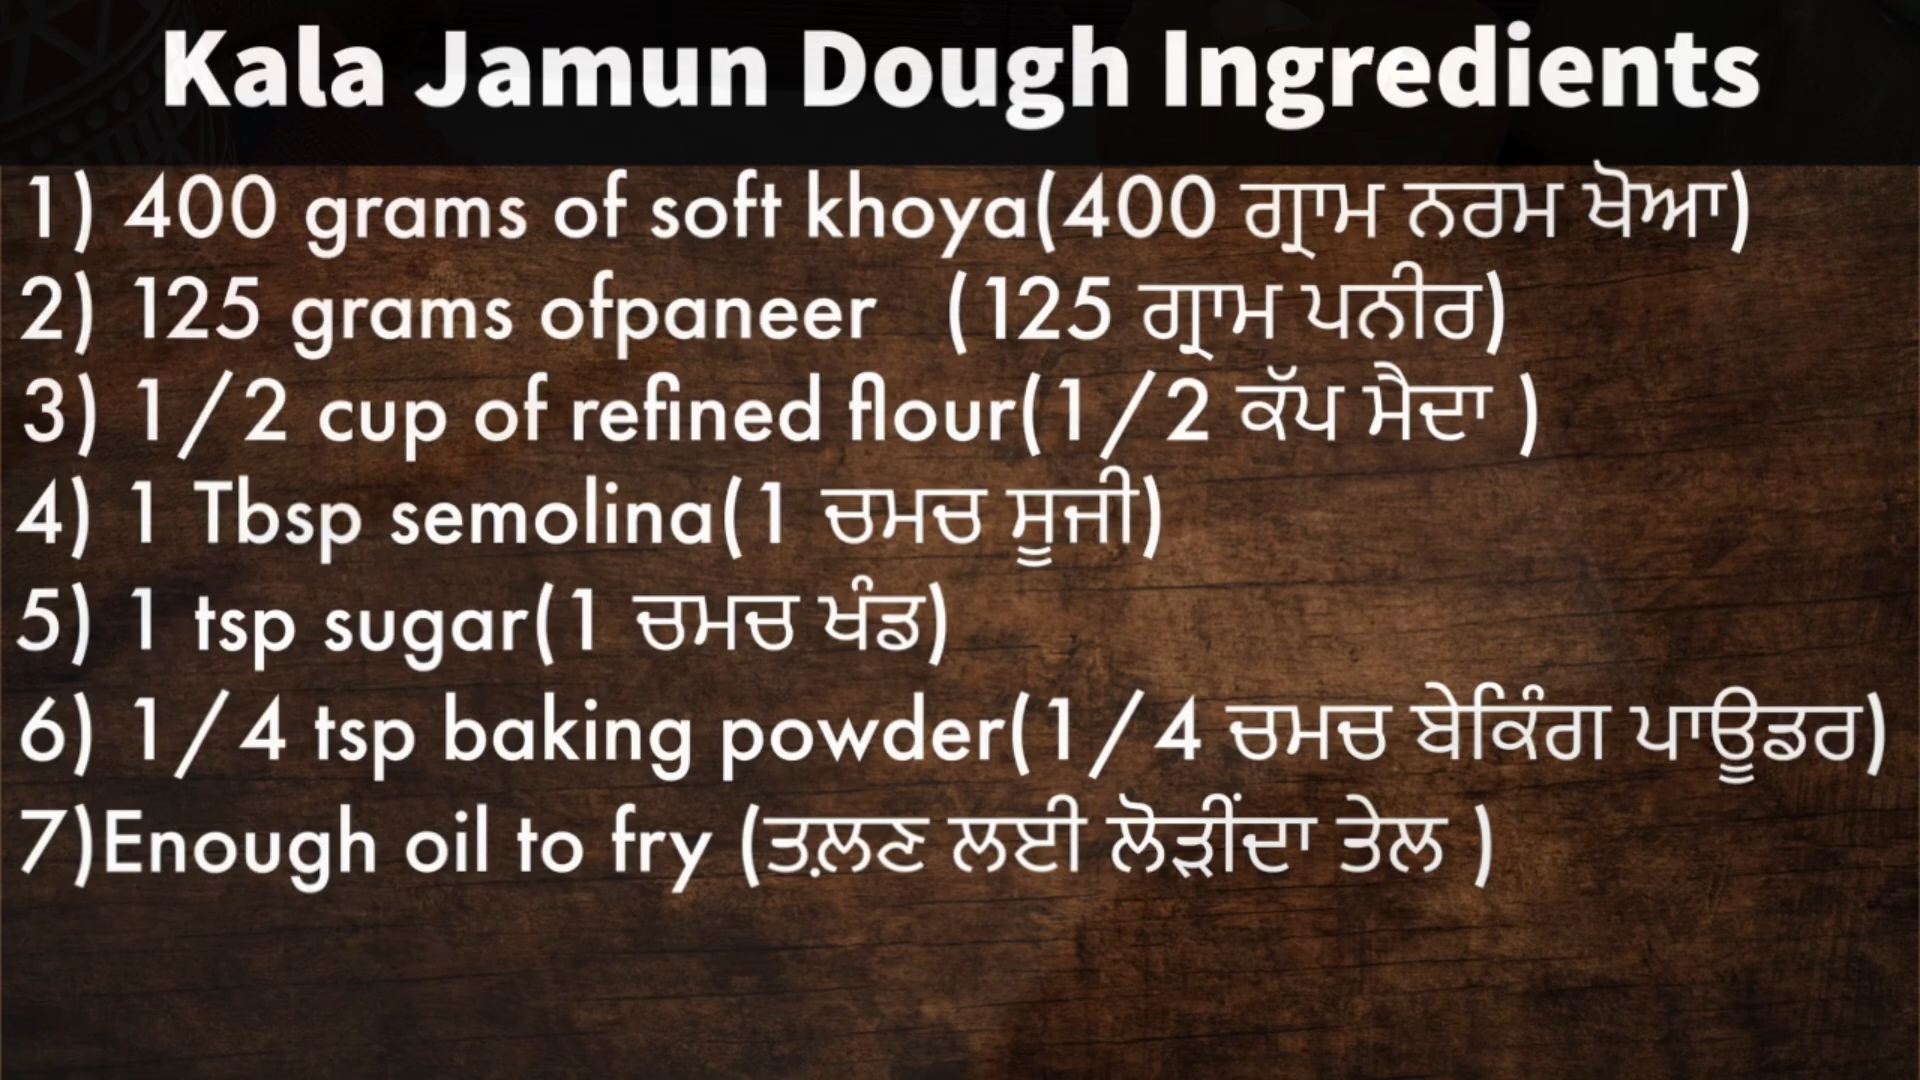 Kala Jamun Dough Ingredients
1) 400 grams of soft khoya(400 ਗ੍ਰਾਮ ਨਰਮ ਖੋਆ)
2) 125 grams ofpaneer (125 ਗ੍ਰਾਮ ਪਨੀਰ)
3) 1/2 cup of refined flour(1/2 ਕੱਪ ਮੈਦਾ )
4) 1 Tbsp semolina(1 ਚਮਚ ਸੂਜੀ)
5) 1 tsp sugar(1 ਚਮਚ ਖੰਡ)
6) 1/4 tsp baking powder(1/4 ਚਮਚ ਬੇਕਿੰਗ ਪਾਊਡਰ)
7)Enough oil to fry (ਤਲ਼ਣ ਲਈ ਲੋੜੀਂਦਾ ਤੇਲ )